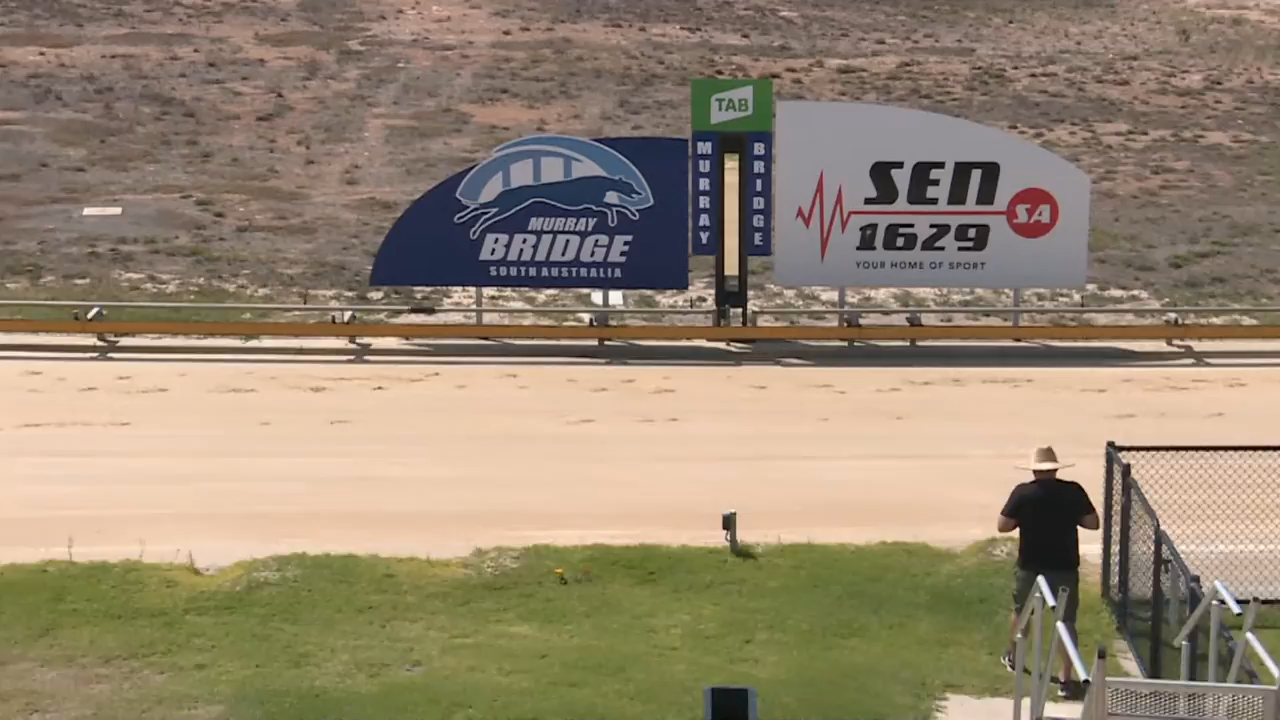 TAB
MURRAY
BRIDGE
MURRAY
BRIDGE
SOUTH AUSTRALIA
SEN
SA
1629
YOUR HOME OF SPORT